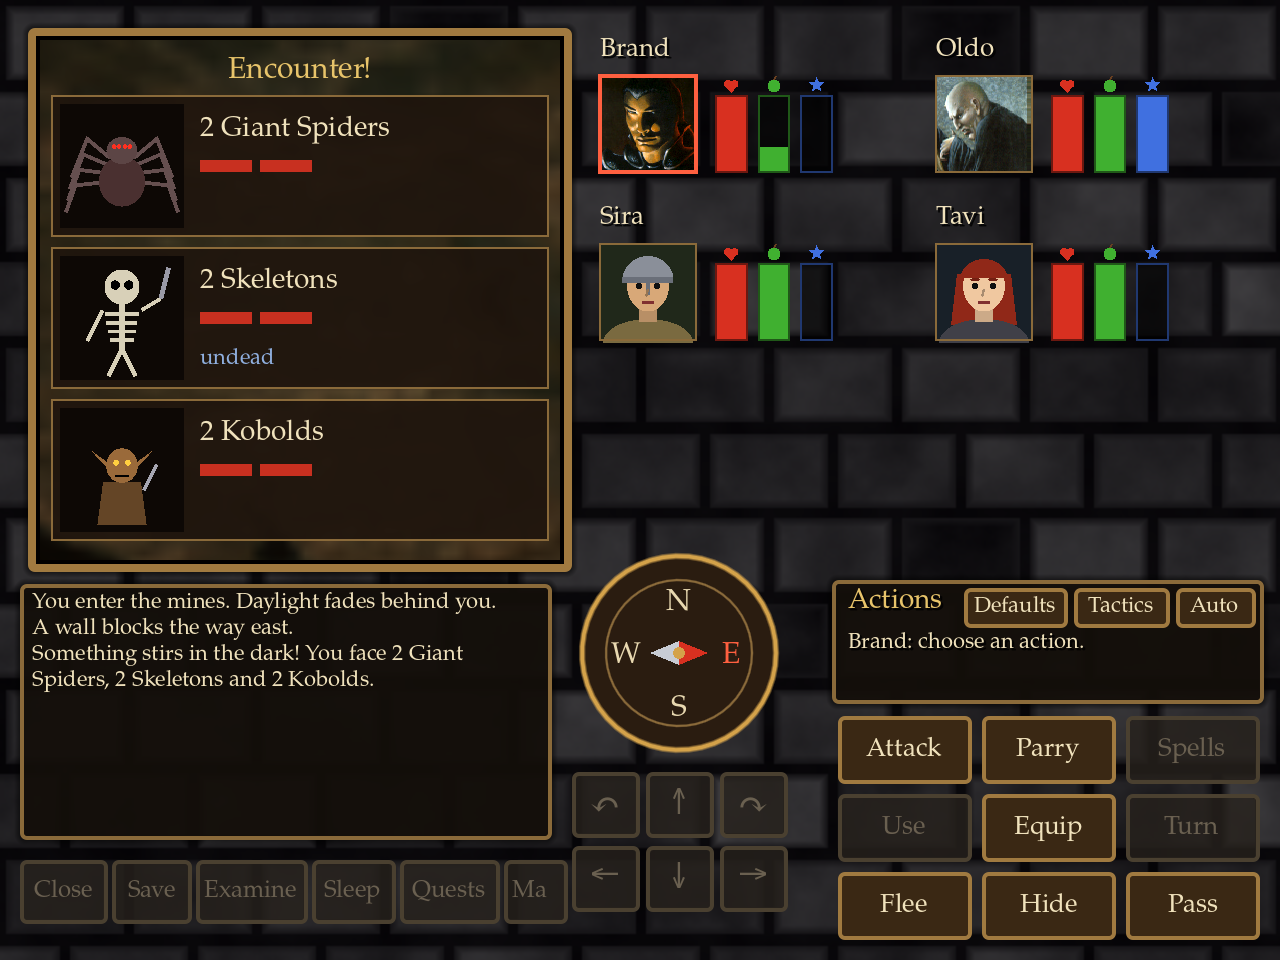 Encounter!
2 Giant Spiders
2 Skeletons
undead
2 Kobolds
Brand
Oldo
Sira
Tavi
You enter the mines. Daylight fades behind you.
A wall blocks the way east.
Something stirs in the dark! You face 2 Giant
Spiders, 2 Skeletons and 2 Kobolds.
N
W E
S
Actions Defaults Tactics Auto
Brand: choose an action.
Attack Parry Spells
Use Equip Turn
Flee Hide Pass
Close Save Examine Sleep Quests Ma